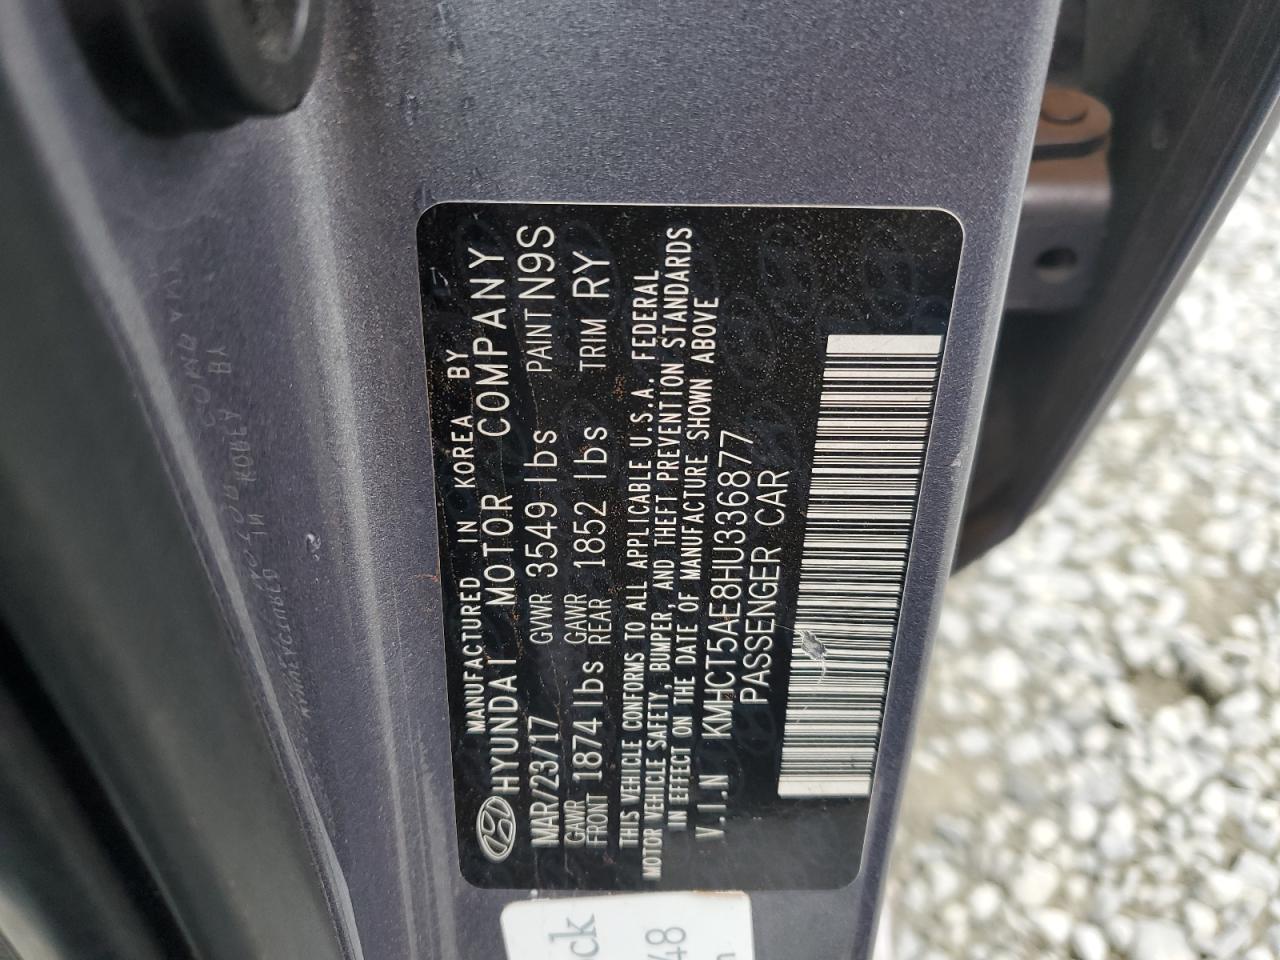 MANUFACTURED IN KOREA BY
HYUNDAI MOTOR COMPANY
MAR/23/17 GVWR 3549 lbs PAINT N9S
GAWR FRONT 1874 lbs GAWR REAR 1852 lbs TRIM RY
THIS VEHICLE CONFORMS TO ALL APPLICABLE U.S.A. FEDERAL
MOTOR VEHICLE SAFETY, BUMPER, AND THEFT PREVENTION STANDARDS
IN EFFECT ON THE DATE OF MANUFACTURE SHOWN ABOVE
V.I.N KMHCT5AE8HU336877
PASSENGER CAR
ck
/48